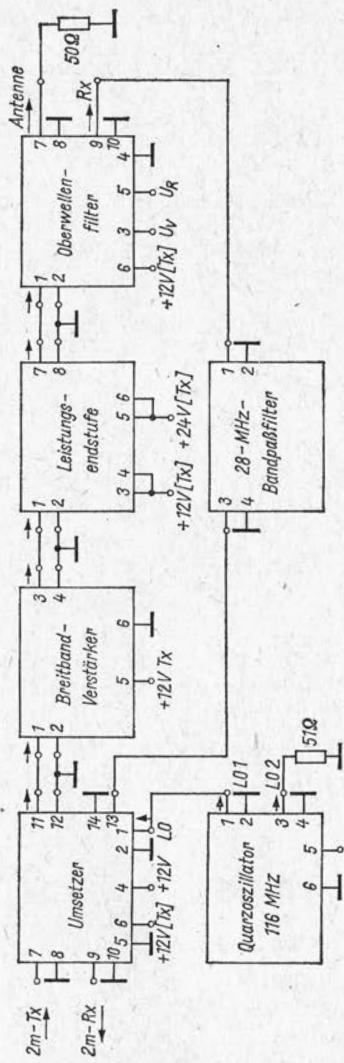 2m-Tx
2m-Rx
7
8
9
10
Umsetzer
11
12
14
13
5 6 4 2 1
+12V[Tx] +12V LO
1
2
Breitband-
Verstärker
3
4
5 6
+12V Tx
1
2
Leistungs-
endstufe
7
8
3 4 5 6
+12V[Tx] +24V[Tx]
1
2
Oberwellen-
filter
7
8
9
10
6 3 5 4
+12V[Tx] UV UR
Antenne
50Ω
Rx
Quarzoszillator
116 MHz
1
2
3
4
6 5
LO1
LO2
51Ω
3
4
28-MHz-
Bandpaßfilter
1
2